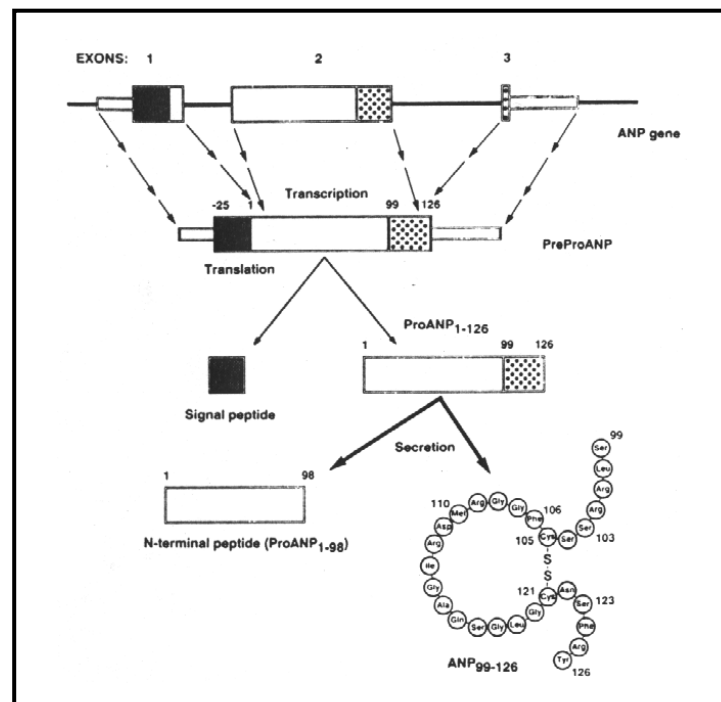 EXONS: 1 2 3
ANP gene
Transcription
-25 1 99 126
PreProANP
Translation
ProANP1-126
1 99 126
Signal peptide
Secretion
1 98
N-terminal peptide (ProANP1-98)
99
Ser
Leu
Arg
Arg
Ser
103
Ser
Cys
105
106
Phe
Gly
Gly
Arg
Met
110
Asp
Arg
Ile
Gly
Ala
Gln
Ser
Gly
Leu
Gly
121
Cys
S
S
Asn
Ser
123
Phe
Arg
Tyr
126
ANP99-126